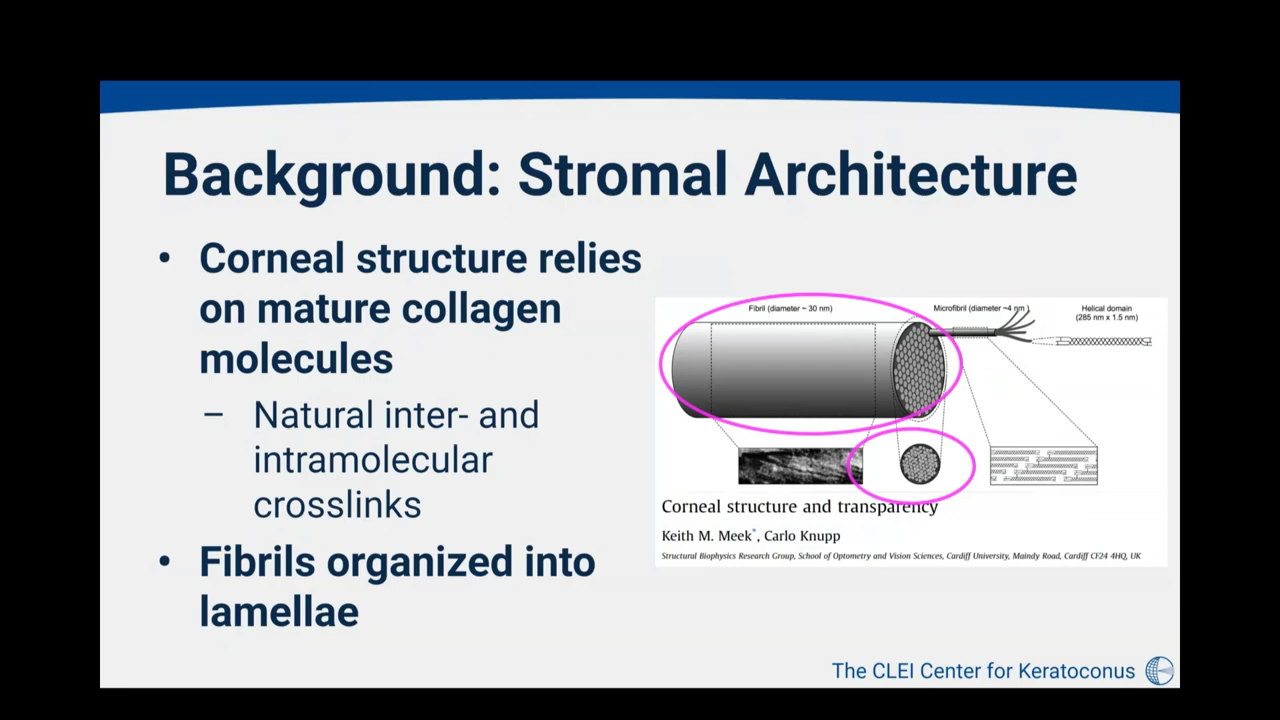 Background: Stromal Architecture
• Corneal structure relies
on mature collagen
molecules
– Natural inter- and
intramolecular
crosslinks
• Fibrils organized into
lamellae
Fibril (diameter ~ 30 nm)
Microfibril (diameter ~4 nm )
Helical domain
(285 nm x 1.5 nm)
Corneal structure and transparency
Keith M. Meek*, Carlo Knupp
Structural Biophysics Research Group, School of Optometry and Vision Sciences, Cardiff University, Maindy Road, Cardiff CF24 4HQ, UK
The CLEI Center for Keratoconus